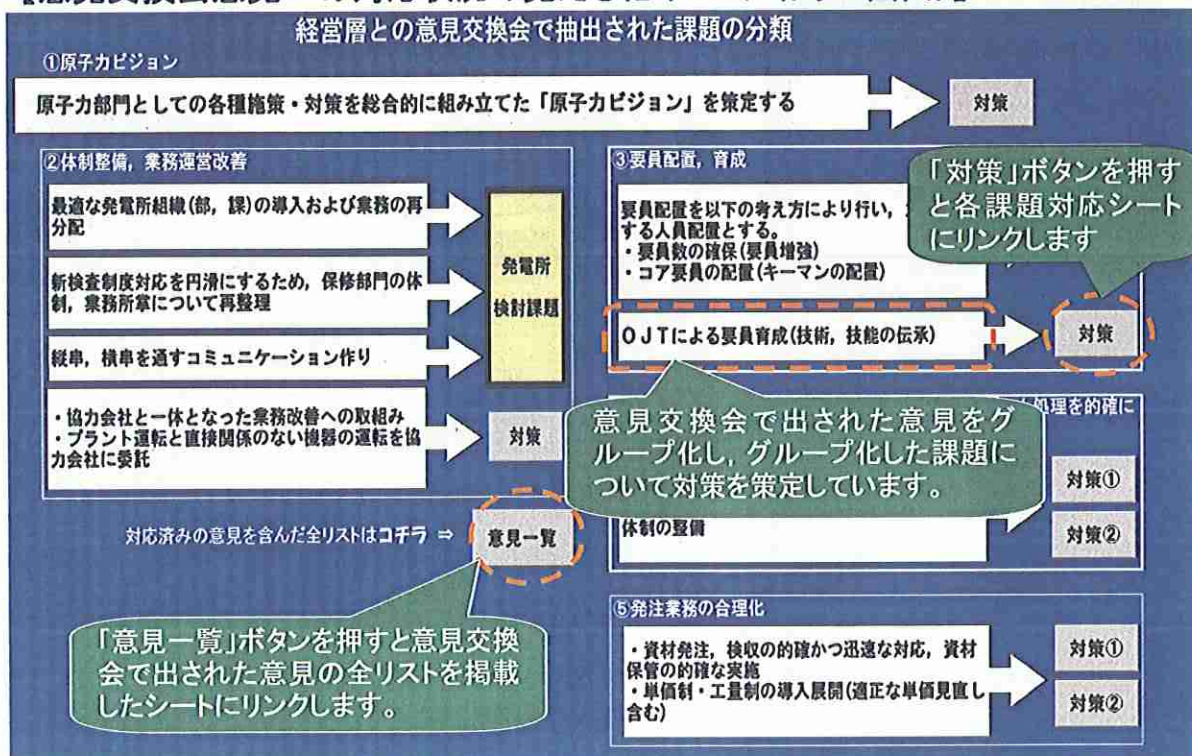 経営層との意見交換会で抽出された課題の分類
①原子力ビジョン
原子力部門としての各種施策・対策を総合的に組み立てた「原子力ビジョン」を策定する
対策
②体制整備，業務運営改善
最適な発電所組織(部，課)の導入および業務の再
分配
新検査制度対応を円滑にするため，保修部門の体
制，業務所掌について再整理
縦串，横串を通すコミュニケーション作り
発電所
検討課題
・協力会社と一体となった業務改善への取組み
・プラント運転と直接関係のない機器の運転を協
力会社に委託
対策
対応済みの意見を含んだ全リストはコチラ ⇒
意見一覧
「意見一覧」ボタンを押すと意見交換
会で出された意見の全リストを掲載
したシートにリンクします。
③要員配置，育成
要員配置を以下の考え方により行い，
する人員配置とする。
・要員数の確保(要員増強)
・コア要員の配置(キーマンの配置)
「対策」ボタンを押す
と各課題対応シート
にリンクします
OJTによる要員育成(技術，技能の伝承)
対策
処理を的確に
意見交換会で出された意見をグ
ループ化し，グループ化した課題に
ついて対策を策定しています。
体制の整備
対策①
対策②
⑤発注業務の合理化
・資材発注，検収の的確かつ迅速な対応，資材
保管の的確な実施
・単価制・工量制の導入展開(適正な単価見直し
含む)
対策①
対策②